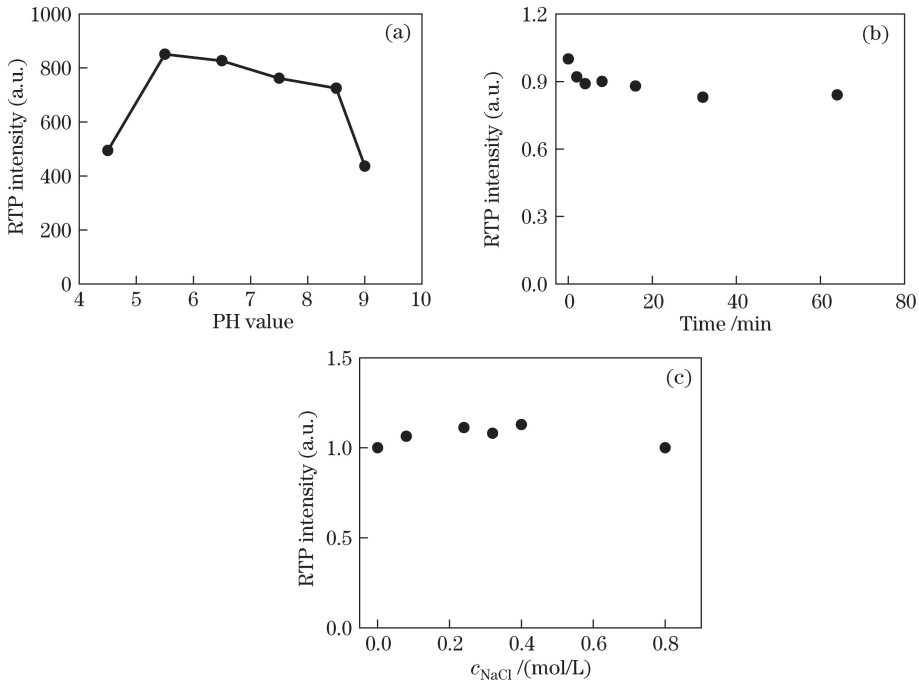 (a)
RTP intensity (a.u.)
1000
800
600
400
200
0
4 5 6 7 8 9 10
PH value
(b)
RTP intensity (a.u.)
1.2
0.9
0.6
0.3
0.0
0 20 40 60 80
Time /min
(c)
RTP intensity (a.u.)
1.5
1.0
0.5
0.0
0.0 0.2 0.4 0.6 0.8
cNaCl /(mol/L)